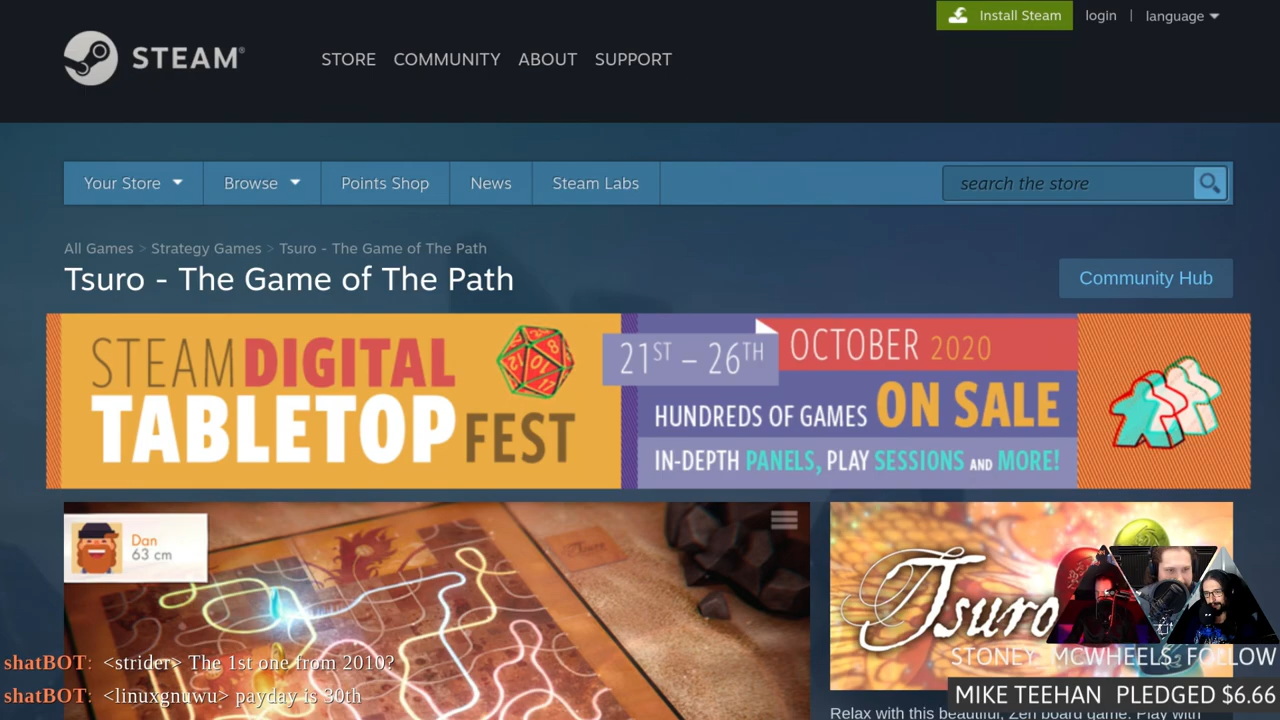 Install Steam login | language
STEAM®
STORE COMMUNITY ABOUT SUPPORT
Your Store Browse Points Shop News Steam Labs search the store
All Games > Strategy Games > Tsuro - The Game of The Path
Tsuro - The Game of The Path
Community Hub
STEAM DIGITAL
TABLETOP FEST
21ST – 26TH OCTOBER 2020
HUNDREDS OF GAMES ON SALE
IN-DEPTH PANELS, PLAY SESSIONS AND MORE!
Dan
63 cm
Tsuro
Tsuro
shatBOT: <strider> The 1st one from 2010?
shatBOT: <linuxgnuwu> payday is 30th
STONEY MCWHEELS FOLLOW
MIKE TEEHAN PLEDGED $6.66
Relax with this beautiful, Zen board game. Play with